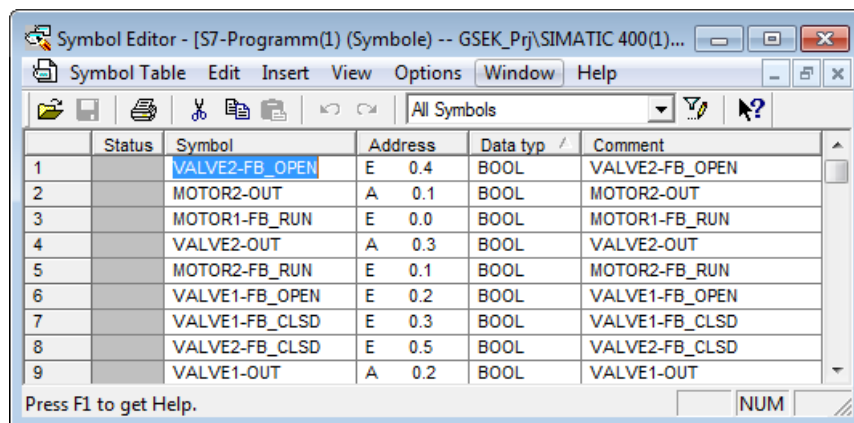 Symbol Editor - [S7-Programm(1) (Symbole) -- GSEK_Prj\SIMATIC 400(1)...
Symbol Table Edit Insert View Options Window Help
All Symbols
Status Symbol Address Data typ Comment
1 VALVE2-FB_OPEN E 0.4 BOOL VALVE2-FB_OPEN
2 MOTOR2-OUT A 0.1 BOOL MOTOR2-OUT
3 MOTOR1-FB_RUN E 0.0 BOOL MOTOR1-FB_RUN
4 VALVE2-OUT A 0.3 BOOL VALVE2-OUT
5 MOTOR2-FB_RUN E 0.1 BOOL MOTOR2-FB_RUN
6 VALVE1-FB_OPEN E 0.2 BOOL VALVE1-FB_OPEN
7 VALVE1-FB_CLSD E 0.3 BOOL VALVE1-FB_CLSD
8 VALVE2-FB_CLSD E 0.5 BOOL VALVE2-FB_CLSD
9 VALVE1-OUT A 0.2 BOOL VALVE1-OUT
Press F1 to get Help. NUM